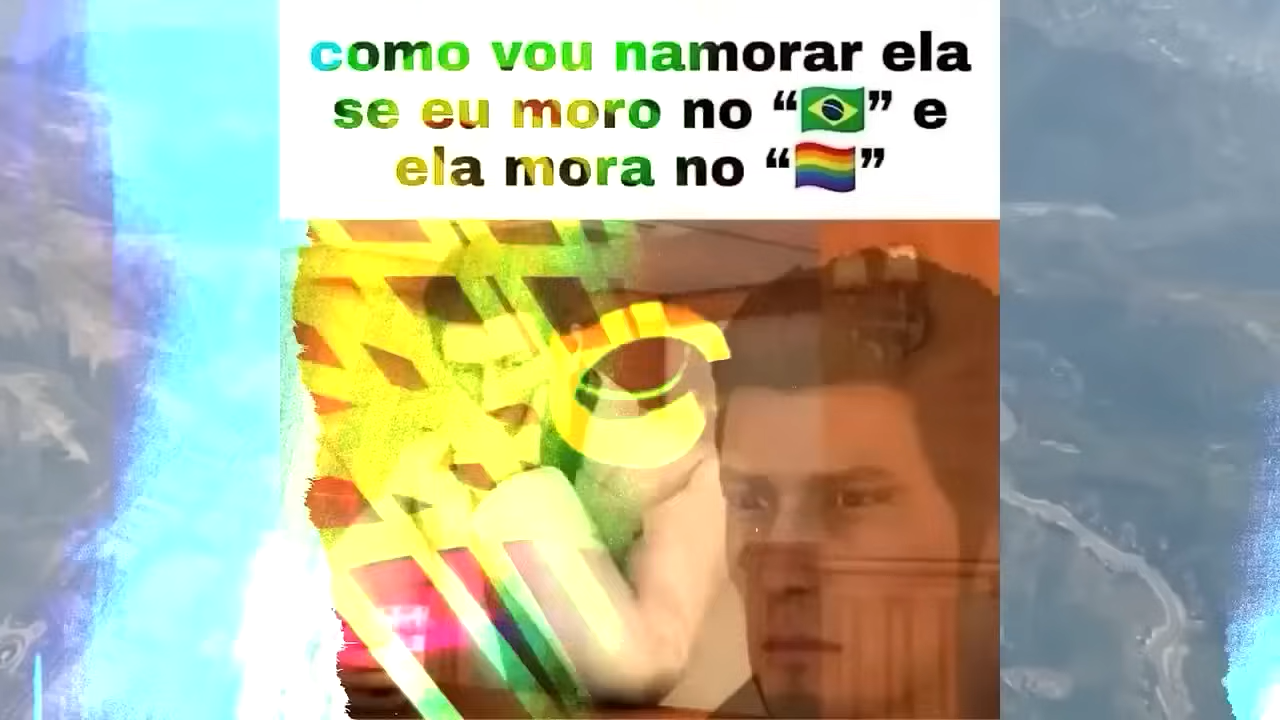 como vou namorar ela
se eu moro no “🇧🇷” e
ela mora no “🏳️‍🌈”